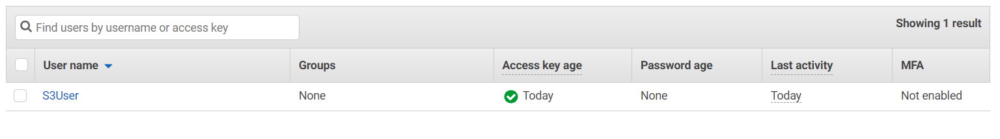 Find users by username or access key
Showing 1 result
User name Groups Access key age Password age Last activity MFA
S3User None Today None Today Not enabled